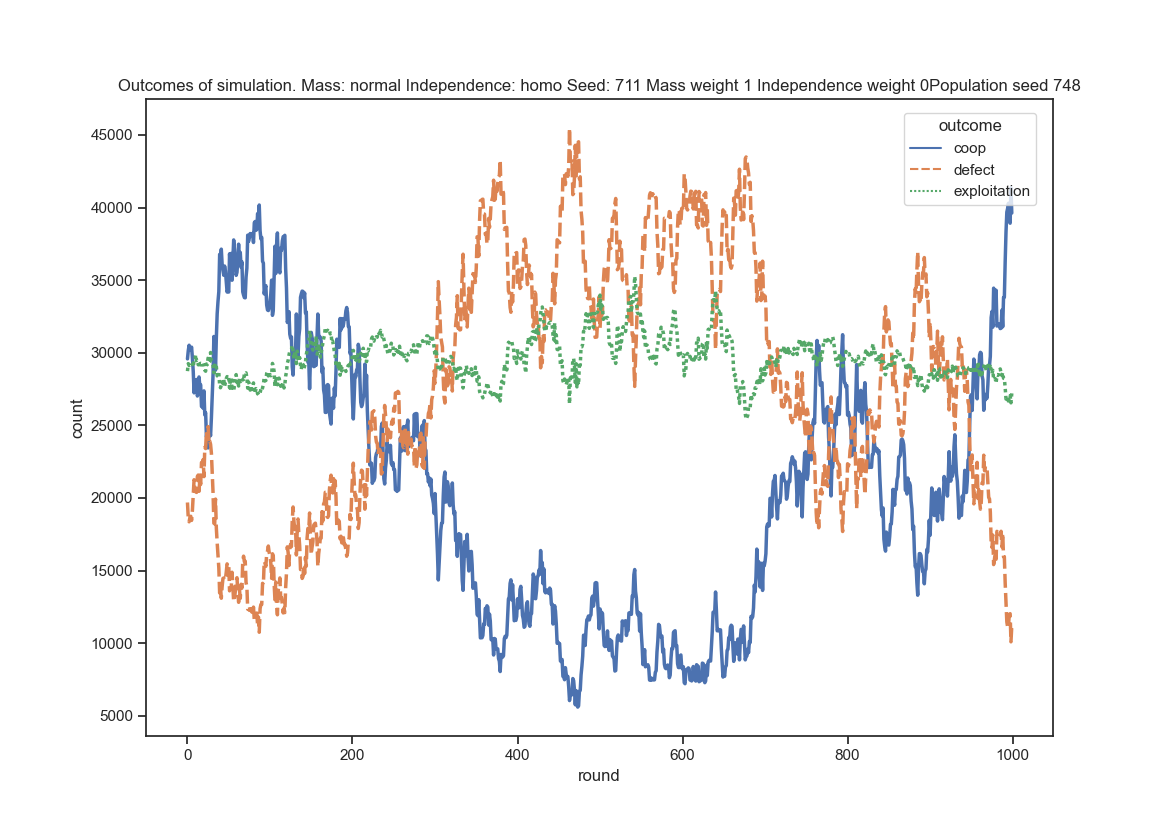 Outcomes of simulation. Mass: normal Independence: homo Seed: 711 Mass weight 1 Independence weight 0Population seed 748
outcome
coop
defect
exploitation
45000
40000
35000
30000
25000
20000
15000
10000
5000
count
0
200
400
600
800
1000
round